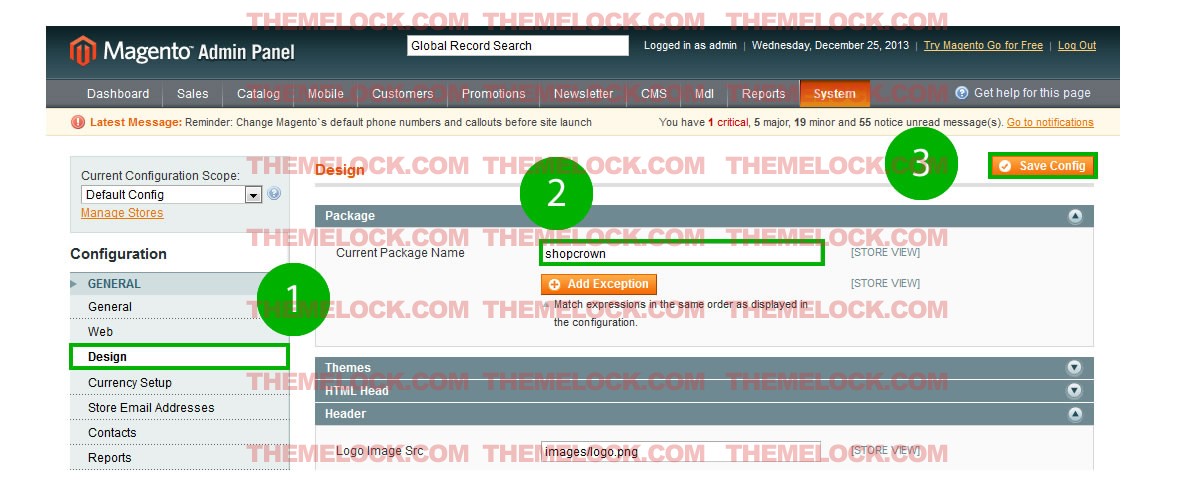 THEMELOCK.COM THEMELOCK.COM THEMELOCK.COM
Magento® Admin Panel
Global Record Search
Logged in as admin | Wednesday, December 25, 2013 | Try Magento Go for Free | Log Out
Dashboard Sales Catalog Mobile Customers Promotions Newsletter CMS Mdl Reports System Get help for this page
THEMELOCK.COM THEMELOCK.COM THEMELOCK.COM
Latest Message: Reminder: Change Magento`s default phone numbers and callouts before site launch
You have 1 critical, 5 major, 19 minor and 55 notice unread message(s). Go to notifications
THEMELOCK.COM THEMELOCK.COM THEMELOCK.COM
Current Configuration Scope:
Default Config
Manage Stores
Design
3
Save Config
2
Package
THEMELOCK.COM THEMELOCK.COM THEMELOCK.COM
Configuration
Current Package Name
shopcrown
[STORE VIEW]
GENERAL
Add Exception
[STORE VIEW]
1
General
Match expressions in the same order as displayed in
the configuration.
THEMELOCK.COM THEMELOCK.COM THEMELOCK.COM
Web
Design
Themes
Currency Setup
THEMELOCK.COM THEMELOCK.COM THEMELOCK.COM
HTML Head
Store Email Addresses
Header
Contacts
Reports
THEMELOCK.COM THEMELOCK.COM THEMELOCK.COM
Logo Image Src
images/logo.png
[STORE VIEW]